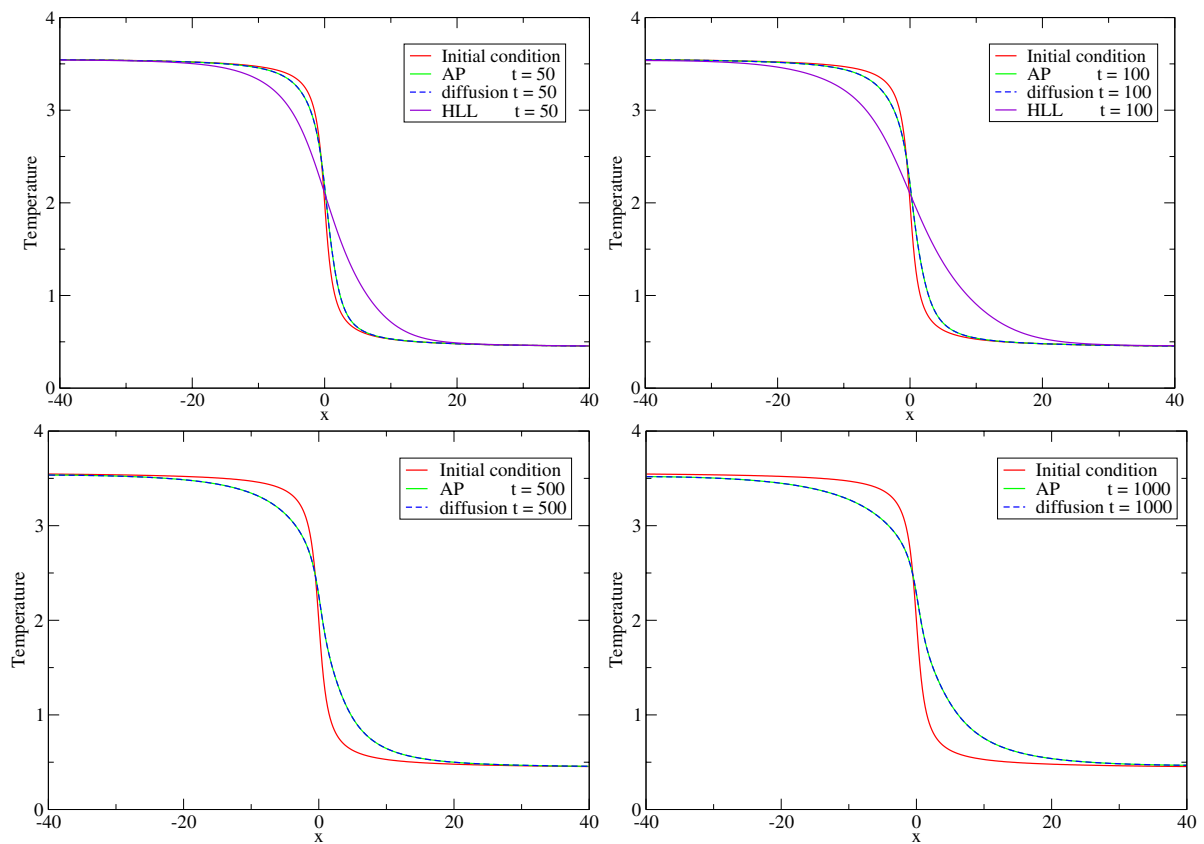 4
3
2
1
0
Temperature
-40
-20
0
20
40
x
Initial condition
AP t = 50
diffusion t = 50
HLL t = 50
4
3
2
1
0
Temperature
-40
-20
0
20
40
x
Initial condition
AP t = 100
diffusion t = 100
HLL t = 100
4
3
2
1
0
Temperature
-40
-20
0
20
40
x
Initial condition
AP t = 500
diffusion t = 500
4
3
2
1
0
Temperature
-40
-20
0
20
40
x
Initial condition
AP t = 1000
diffusion t = 1000